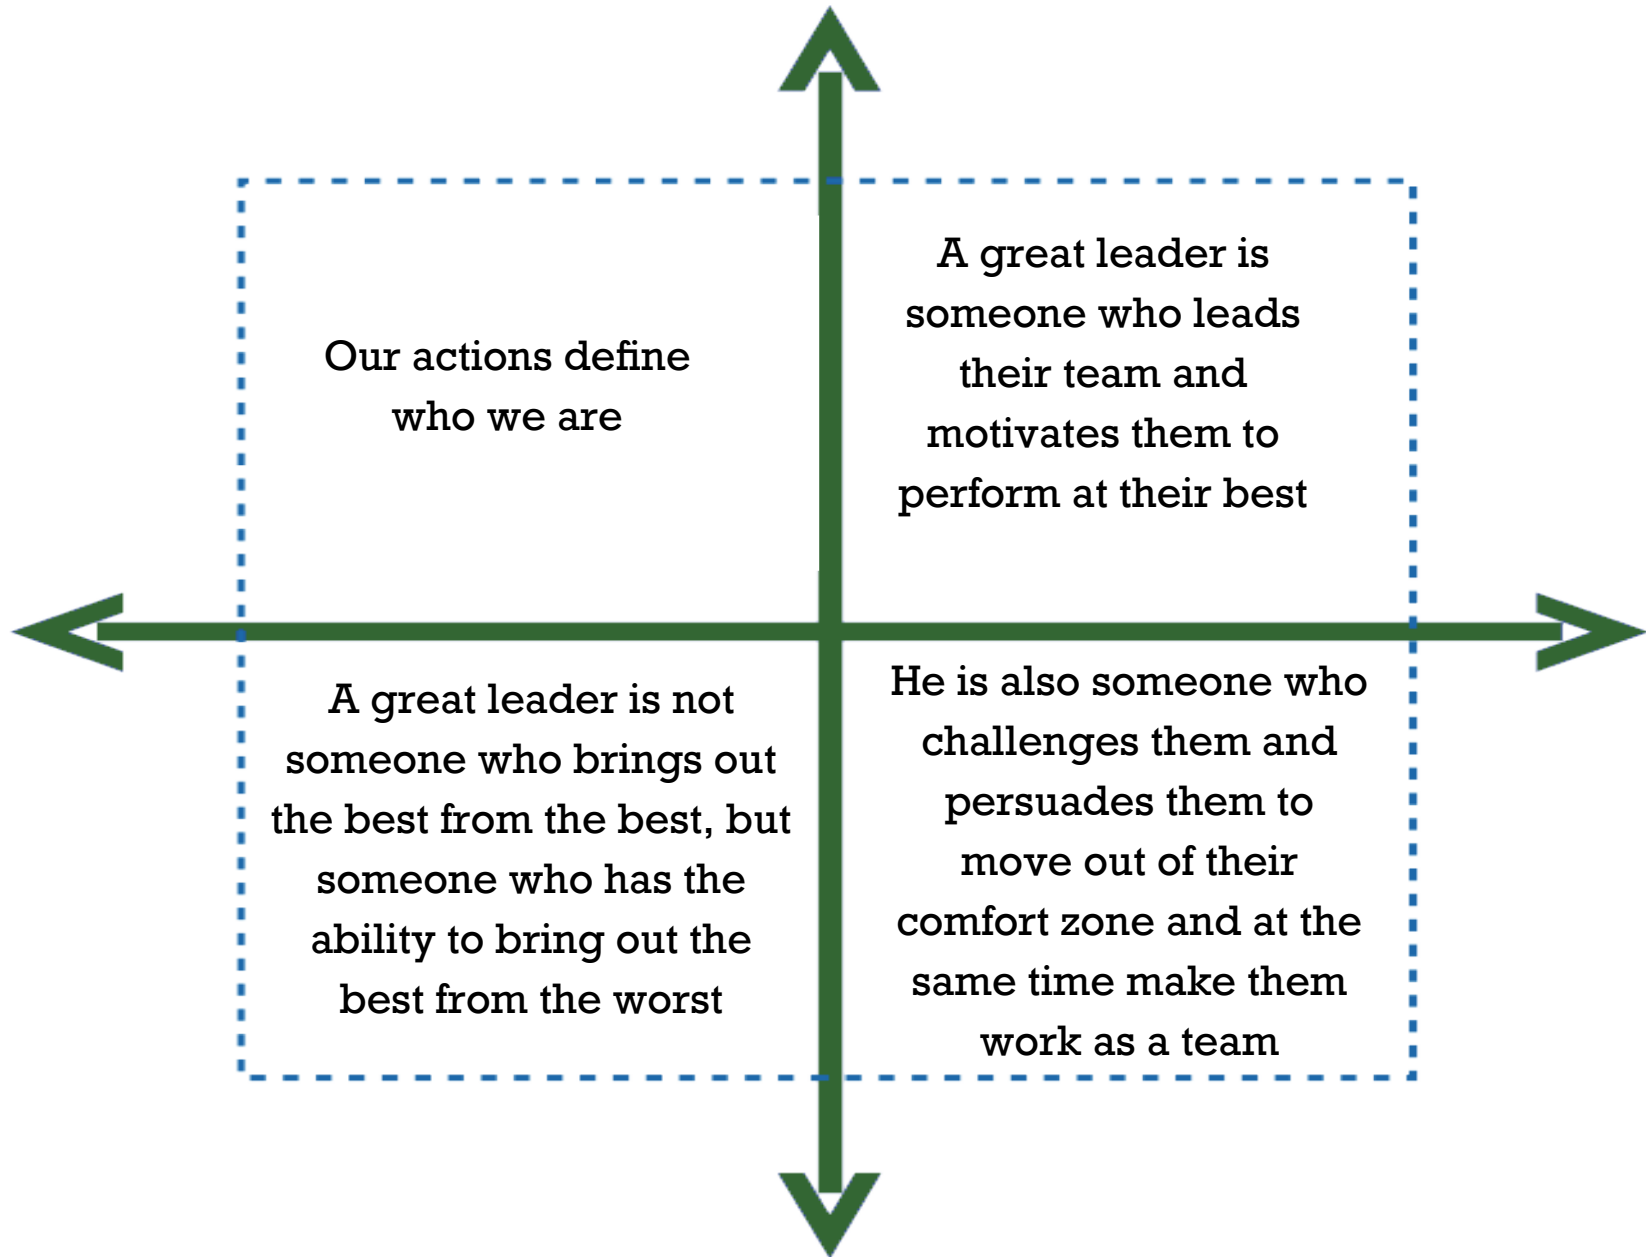 Our actions define
who we are
A great leader is
someone who leads
their team and
motivates them to
perform at their best
A great leader is not
someone who brings out
the best from the best, but
someone who has the
ability to bring out the
best from the worst
He is also someone who
challenges them and
persuades them to
move out of their
comfort zone and at the
same time make them
work as a team